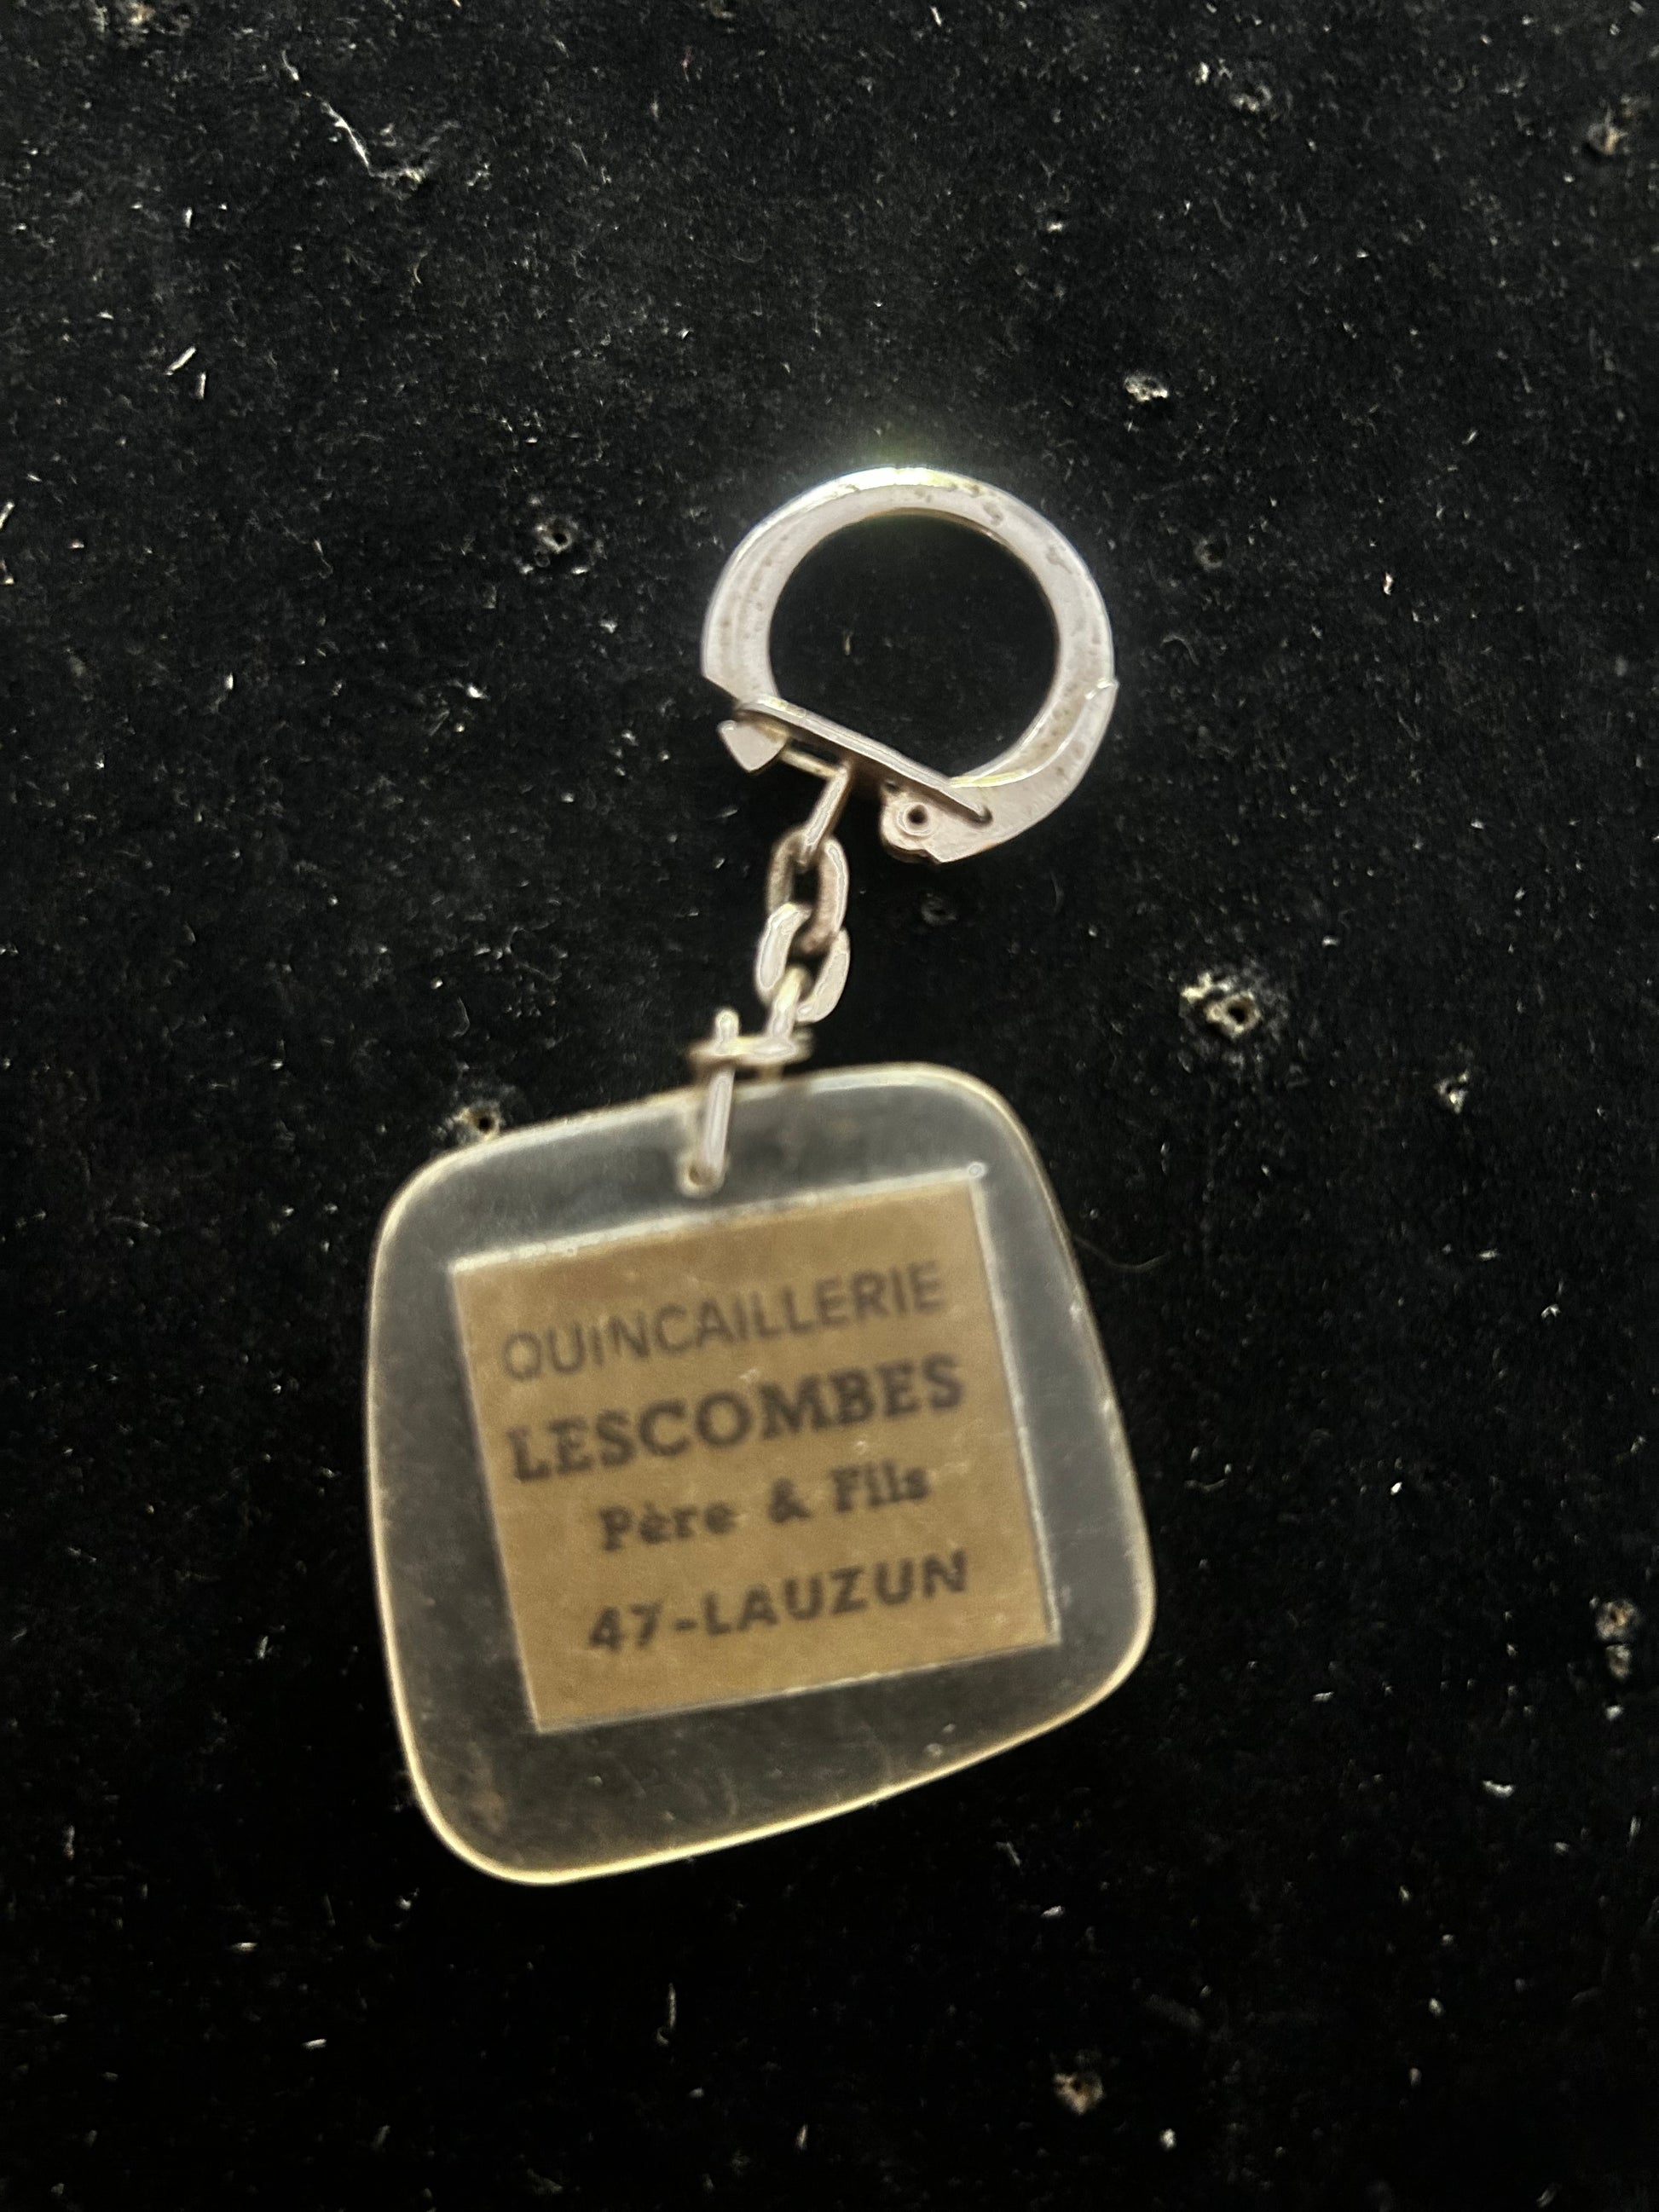 QUINCAILLERIE
LESCOMBES
Père & Fils
47-LAUZUN